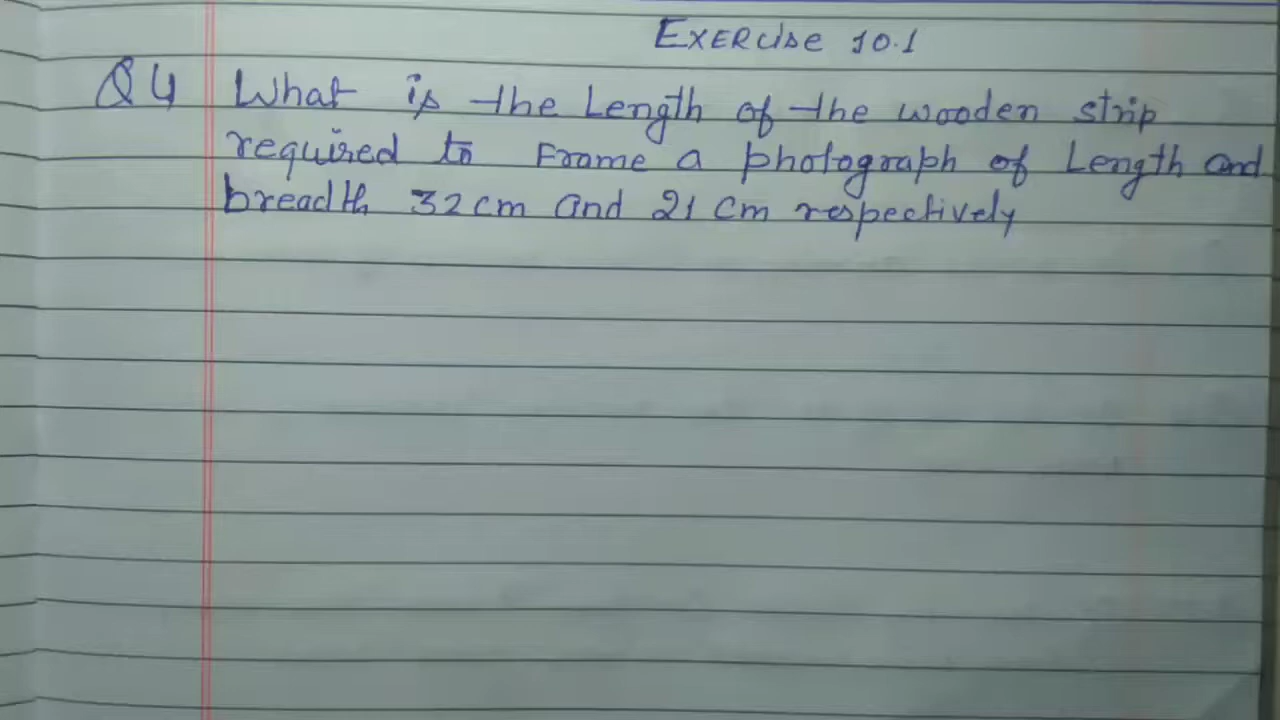 Exercise 10.1
Q4 What is the Length of the wooden strip
required to Frame a photograph of Length and
breadth 32 cm and 21 cm respectively